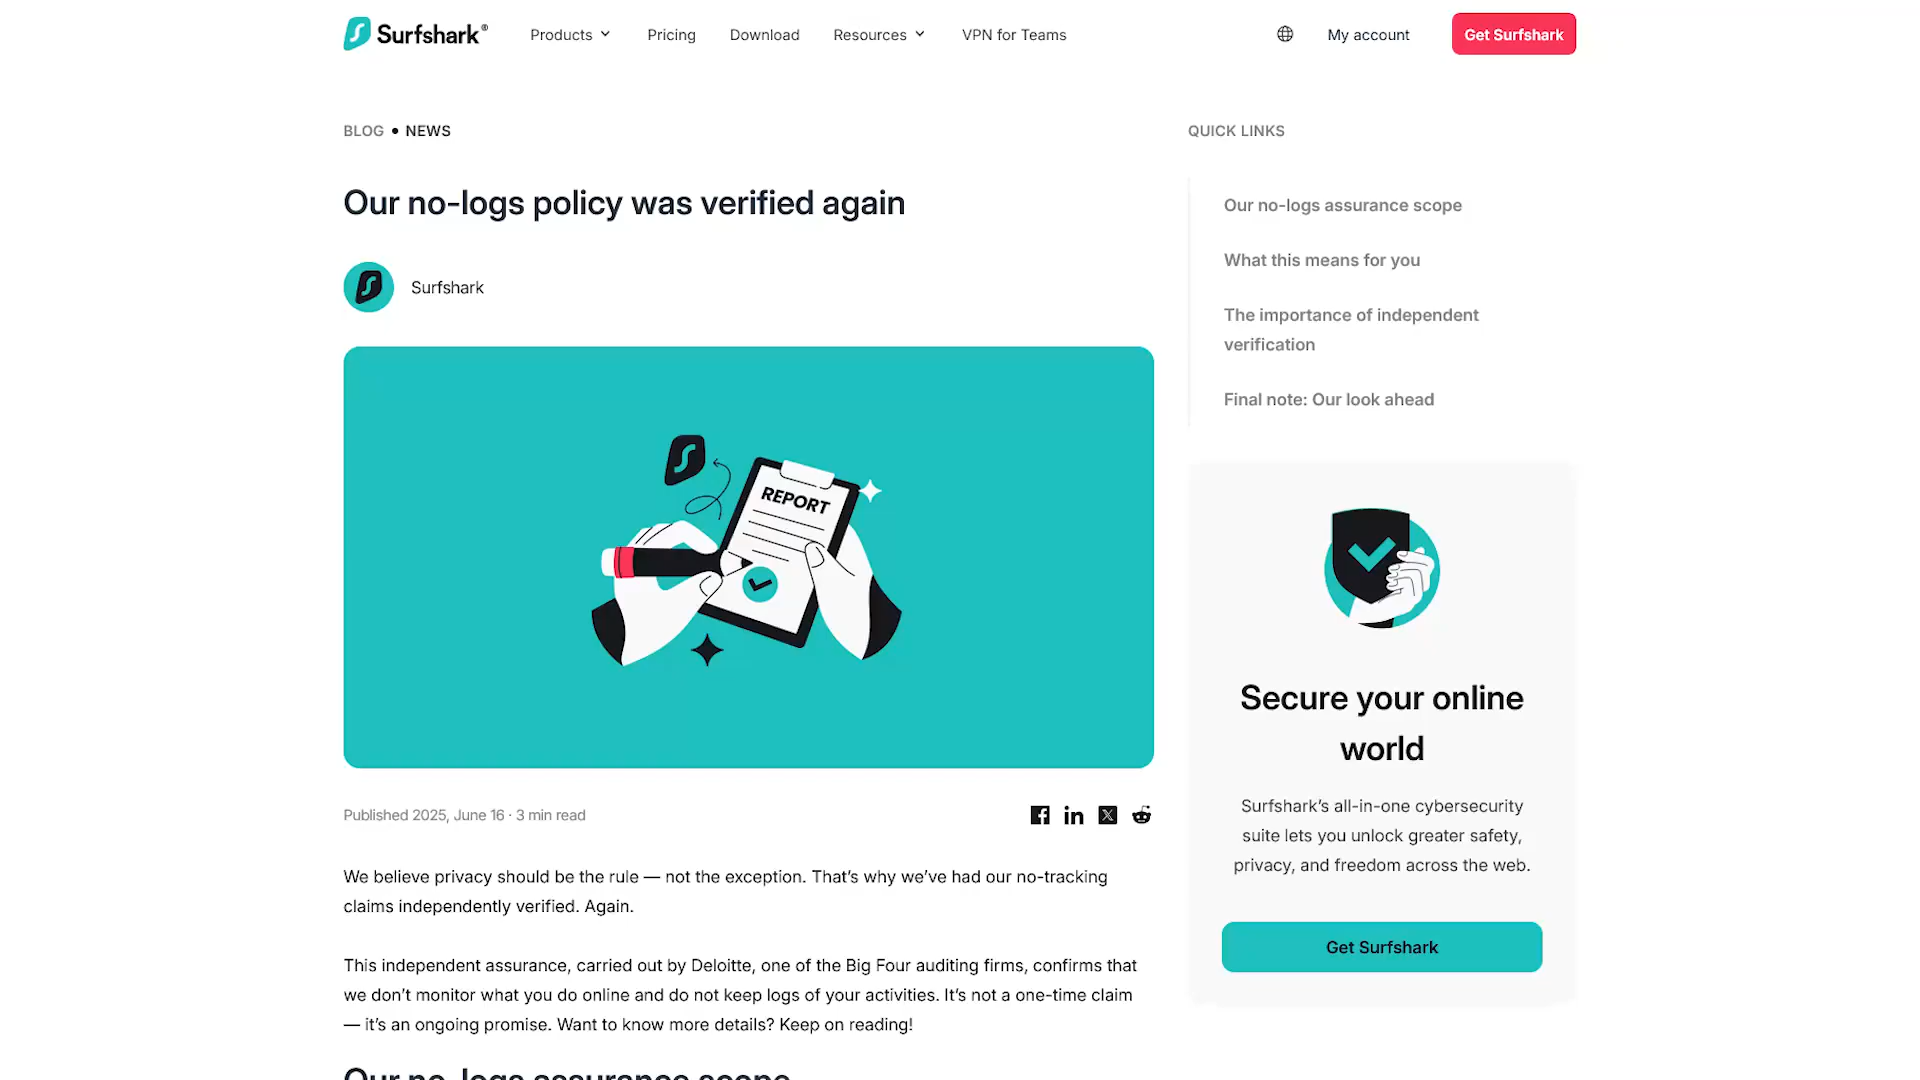 Surfshark®
Products
Pricing
Download
Resources
VPN for Teams
My account
Get Surfshark
BLOG • NEWS
Our no-logs policy was verified again
Surfshark
REPORT
Published 2025, June 16 · 3 min read
We believe privacy should be the rule — not the exception. That’s why we’ve had our no-tracking
claims independently verified. Again.
This independent assurance, carried out by Deloitte, one of the Big Four auditing firms, confirms that
we don’t monitor what you do online and do not keep logs of your activities. It’s not a one-time claim
— it’s an ongoing promise. Want to know more details? Keep on reading!
Our no-logs assurance scope
QUICK LINKS
Our no-logs assurance scope
What this means for you
The importance of independent
verification
Final note: Our look ahead
Secure your online
world
Surfshark’s all-in-one cybersecurity
suite lets you unlock greater safety,
privacy, and freedom across the web.
Get Surfshark